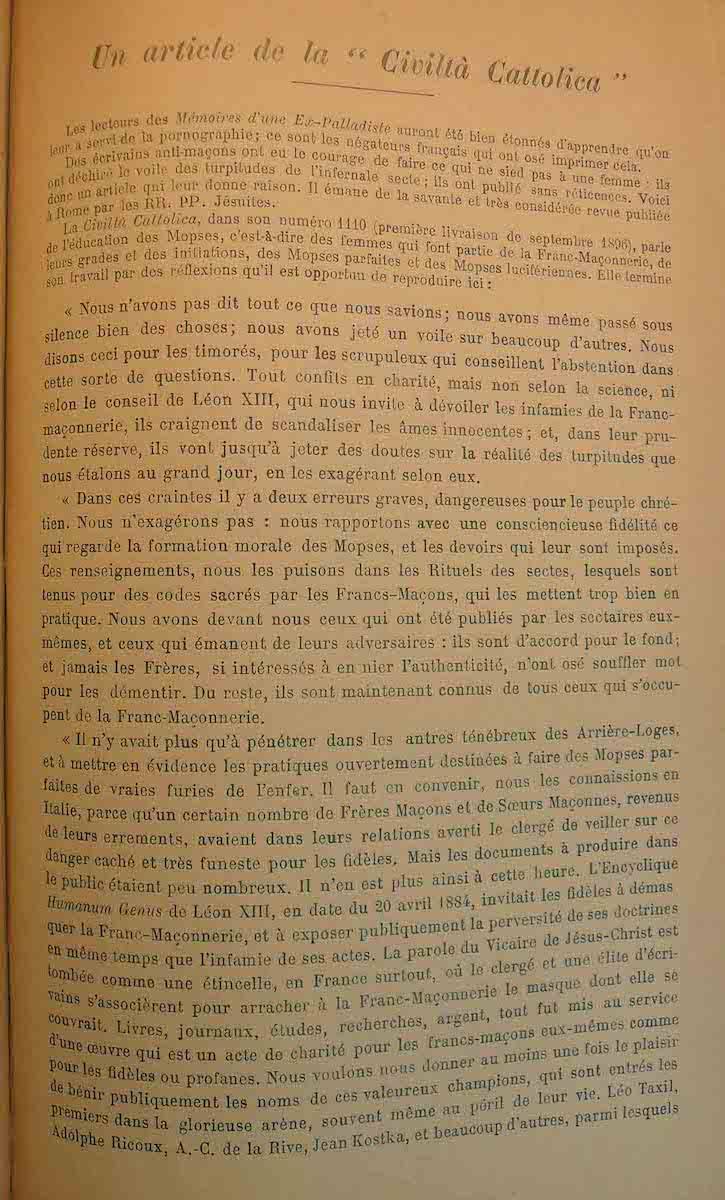 Un article de la “ Civiltà Cattolica ”
Les lecteurs des Mémoires d'une Ex-Palladiste auront été bien étonnés d'apprendre qu'on
leur a servi de la pornographie; ce sont les négateurs français qui ont osé imprimer cela.
Des écrivains anti-maçons ont eu le courage de faire ce qui ne sied pas à une femme : ils
ont déchiré le voile des turpitudes de l'infernale secte; ils ont publié sans réticences. Voici
donc un article qui leur donne raison. Il émane de la savante et très considérée revue publiée
à Rome par les RR. PP. Jésuites.
La Civiltà Cattolica, dans son numéro 1110 (première livraison de septembre 1896), parle
de l'éducation des Mopses, c'est-à-dire des femmes qui font partie de la Franc-Maçonnerie, de
leurs grades et des initiations, des Mopses parfaites et des Mopses lucifériennes. Elle termine
son travail par des réflexions qu'il est opportun de reproduire ici :
« Nous n'avons pas dit tout ce que nous savions; nous avons même passé sous
silence bien des choses; nous avons jeté un voile sur beaucoup d'autres. Nous
disons ceci pour les timorés, pour les scrupuleux qui conseillent l'abstention dans
cette sorte de questions. Tout confits en charité, mais non selon la science, ni
selon le conseil de Léon XIII, qui nous invite à dévoiler les infamies de la Franc-
maçonnerie, ils craignent de scandaliser les âmes innocentes; et, dans leur pru-
dente réserve, ils vont jusqu'à jeter des doutes sur la réalité des turpitudes que
nous étalons au grand jour, en les exagérant selon eux.
« Dans ces craintes il y a deux erreurs graves, dangereuses pour le peuple chré-
tien. Nous n'exagérons pas : nous rapportons avec une consciencieuse fidélité ce
qui regarde la formation morale des Mopses, et les devoirs qui leur sont imposés.
Ces renseignements, nous les puisons dans les Rituels des sectes, lesquels sont
tenus pour des codes sacrés par les Francs-Maçons, qui les mettent trop bien en
pratique. Nous avons devant nous ceux qui ont été publiés par les sectaires eux-
mêmes, et ceux qui émanent de leurs adversaires : ils sont d'accord pour le fond;
et jamais les Frères, si intéressés à en nier l'authenticité, n'ont osé souffler mot
pour les démentir. Du reste, ils sont maintenant connus de tous ceux qui s'occu-
pent de la Franc-Maçonnerie.
« Il n'y avait plus qu'à pénétrer dans les antres ténébreux des Arrière-Loges,
et à mettre en évidence les pratiques ouvertement destinées à faire des Mopses par-
faites de vraies furies de l'enfer. Il faut en convenir, nous les connaissions en
Italie, parce qu'un certain nombre de Frères Maçons et de Sœurs Maçonnes, revenus
de leurs errements, avaient dans leurs relations averti le clergé de veiller sur ce
danger caché et très funeste pour les fidèles. Mais les documents à produire dans
le public étaient peu nombreux. Il n'en est plus ainsi à cette heure. L'Encyclique
Humanum Genus de Léon XIII, en date du 20 avril 1884, invitait les fidèles à démas
quer la Franc-Maçonnerie, et à exposer publiquement la perversité de ses doctrines
en même temps que l'infamie de ses actes. La parole du Vicaire de Jésus-Christ est
tombée comme une étincelle, en France surtout, où le clergé et une élite d'écri-
vains s'associèrent pour arracher à la Franc-Maçonnerie le masque dont elle se
couvrait. Livres, journaux, études, recherches, argent, tout fut mis au service
d'une œuvre qui est un acte de charité pour les francs-maçons eux-mêmes comme
pour les fidèles ou profanes. Nous voulons nous donner au moins une fois le plaisir
de bénir publiquement les noms de ces valeureux champions, qui sont entrés les
premiers dans la glorieuse arène, souvent même au péril de leur vie. Léo Taxil,
Adolphe Ricoux, A.-C. de la Rive, Jean Kostka, et beaucoup d'autres, parmi lesquels